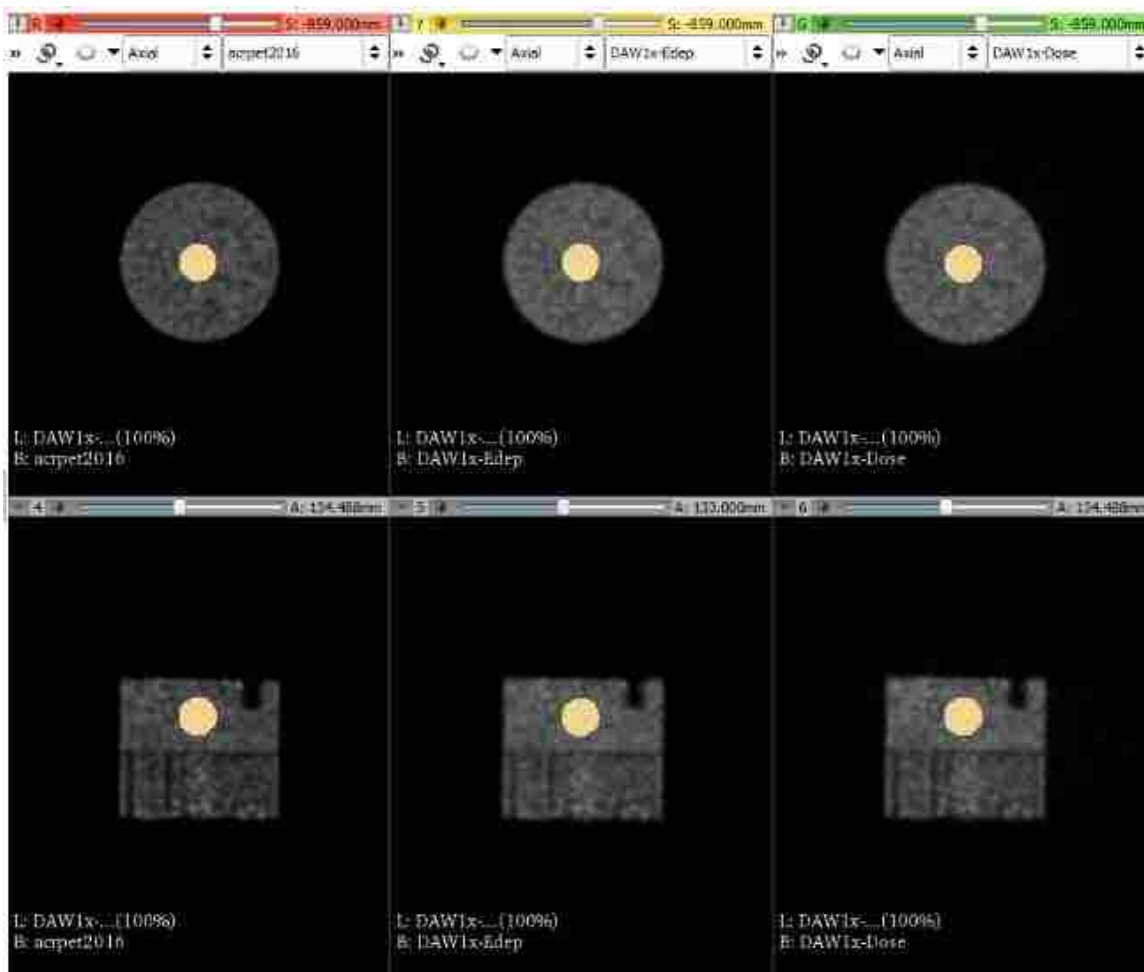 R S: -859.000mm
Y S: -859.000mm
G S: -859.000mm
» Axial acrpet2016
» Axial DAW1x-Edep
» Axial DAW1x-Dose
L: DAW1x-...(100%)
B: acrpet2016
L: DAW1x-...(100%)
B: DAW1x-Edep
L: DAW1x-...(100%)
B: DAW1x-Dose
4 A: 134.488mm
5 A: 133.000mm
6 A: 134.488mm
L: DAW1x-...(100%)
B: acrpet2016
L: DAW1x-...(100%)
B: DAW1x-Edep
L: DAW1x-...(100%)
B: DAW1x-Dose